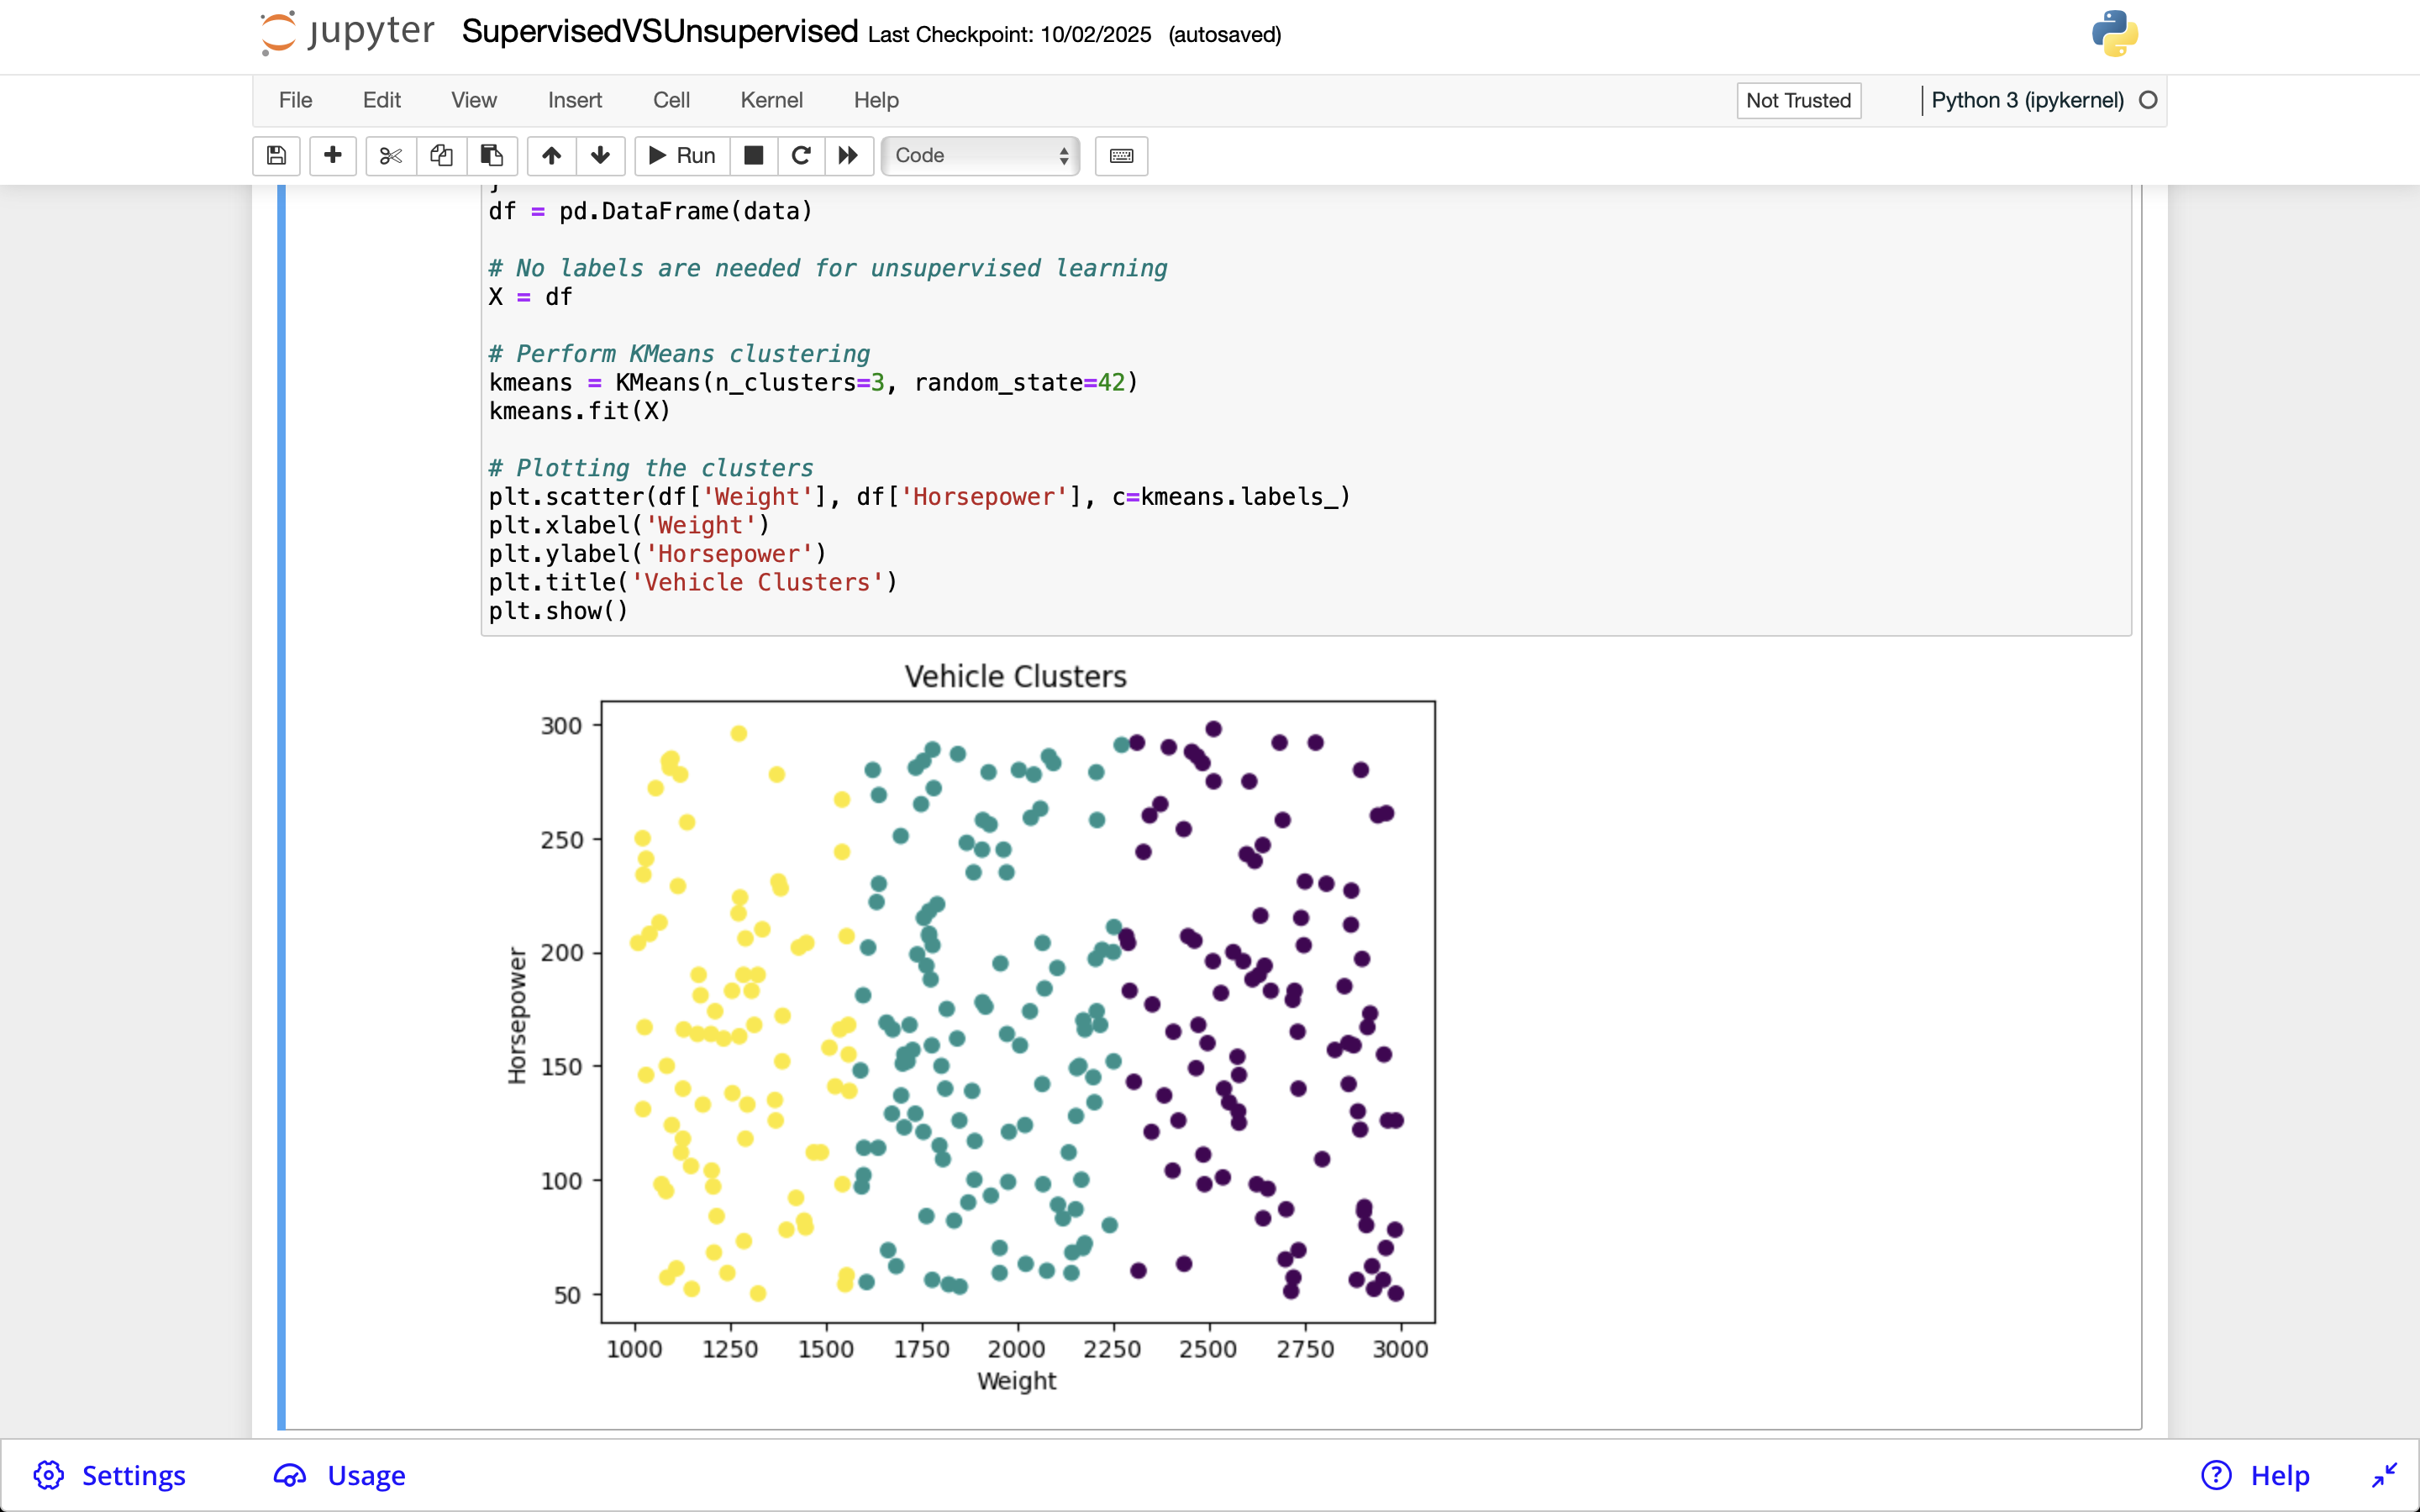 jupyter SupervisedVSUnsupervised Last Checkpoint: 10/02/2025 (autosaved)
File Edit View Insert Cell Kernel Help Not Trusted Python 3 (ipykernel)
Run Code
}
df = pd.DataFrame(data)
# No labels are needed for unsupervised learning
X = df
# Perform KMeans clustering
kmeans = KMeans(n_clusters=3, random_state=42)
kmeans.fit(X)
# Plotting the clusters
plt.scatter(df['Weight'], df['Horsepower'], c=kmeans.labels_)
plt.xlabel('Weight')
plt.ylabel('Horsepower')
plt.title('Vehicle Clusters')
plt.show()
Vehicle Clusters
300
250
200
150
100
50
Horsepower
1000 1250 1500 1750 2000 2250 2500 2750 3000
Weight
Settings Usage Help